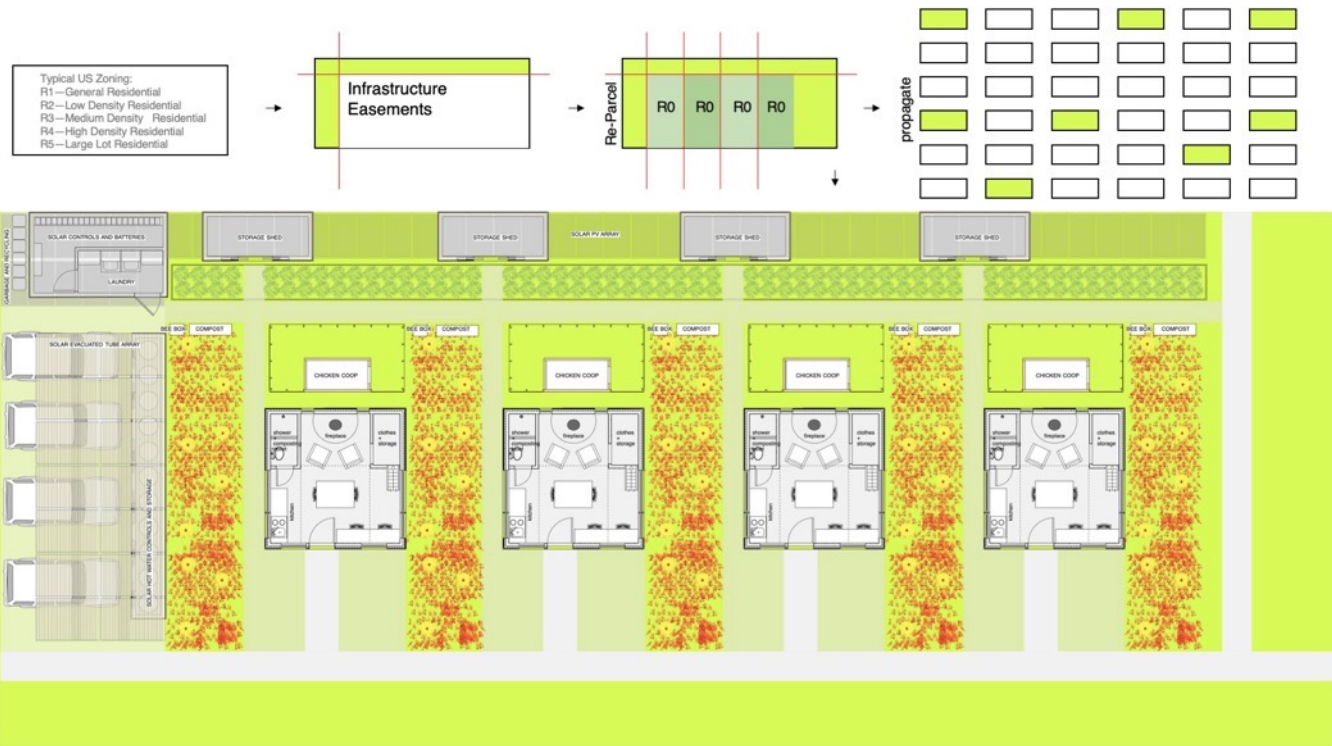 Typical US Zoning:
R1—General Residential
R2—Low Density Residential
R3—Medium Density Residential
R4—High Density Residential
R5—Large Lot Residential
Infrastructure
Easements
Re-Parcel
R0
R0
R0
R0
propagate
GARBAGE AND RECYCLING
SOLAR CONTROLS AND BATTERIES
LAUNDRY
STORAGE SHED
STORAGE SHED
SOLAR PV ARRAY
STORAGE SHED
STORAGE SHED
SOLAR EVACUATED TUBE ARRAY
SOLAR HOT WATER CONTROLS AND STORAGE
BEE BOX
COMPOST
BEE BOX
COMPOST
BEE BOX
COMPOST
BEE BOX
COMPOST
BEE BOX
COMPOST
CHICKEN COOP
CHICKEN COOP
CHICKEN COOP
CHICKEN COOP
shower
composting
fireplace
clothes
+
storage
kitchen
shower
composting
fireplace
clothes
+
storage
kitchen
shower
composting
fireplace
clothes
+
storage
kitchen
shower
composting
fireplace
clothes
+
storage
kitchen